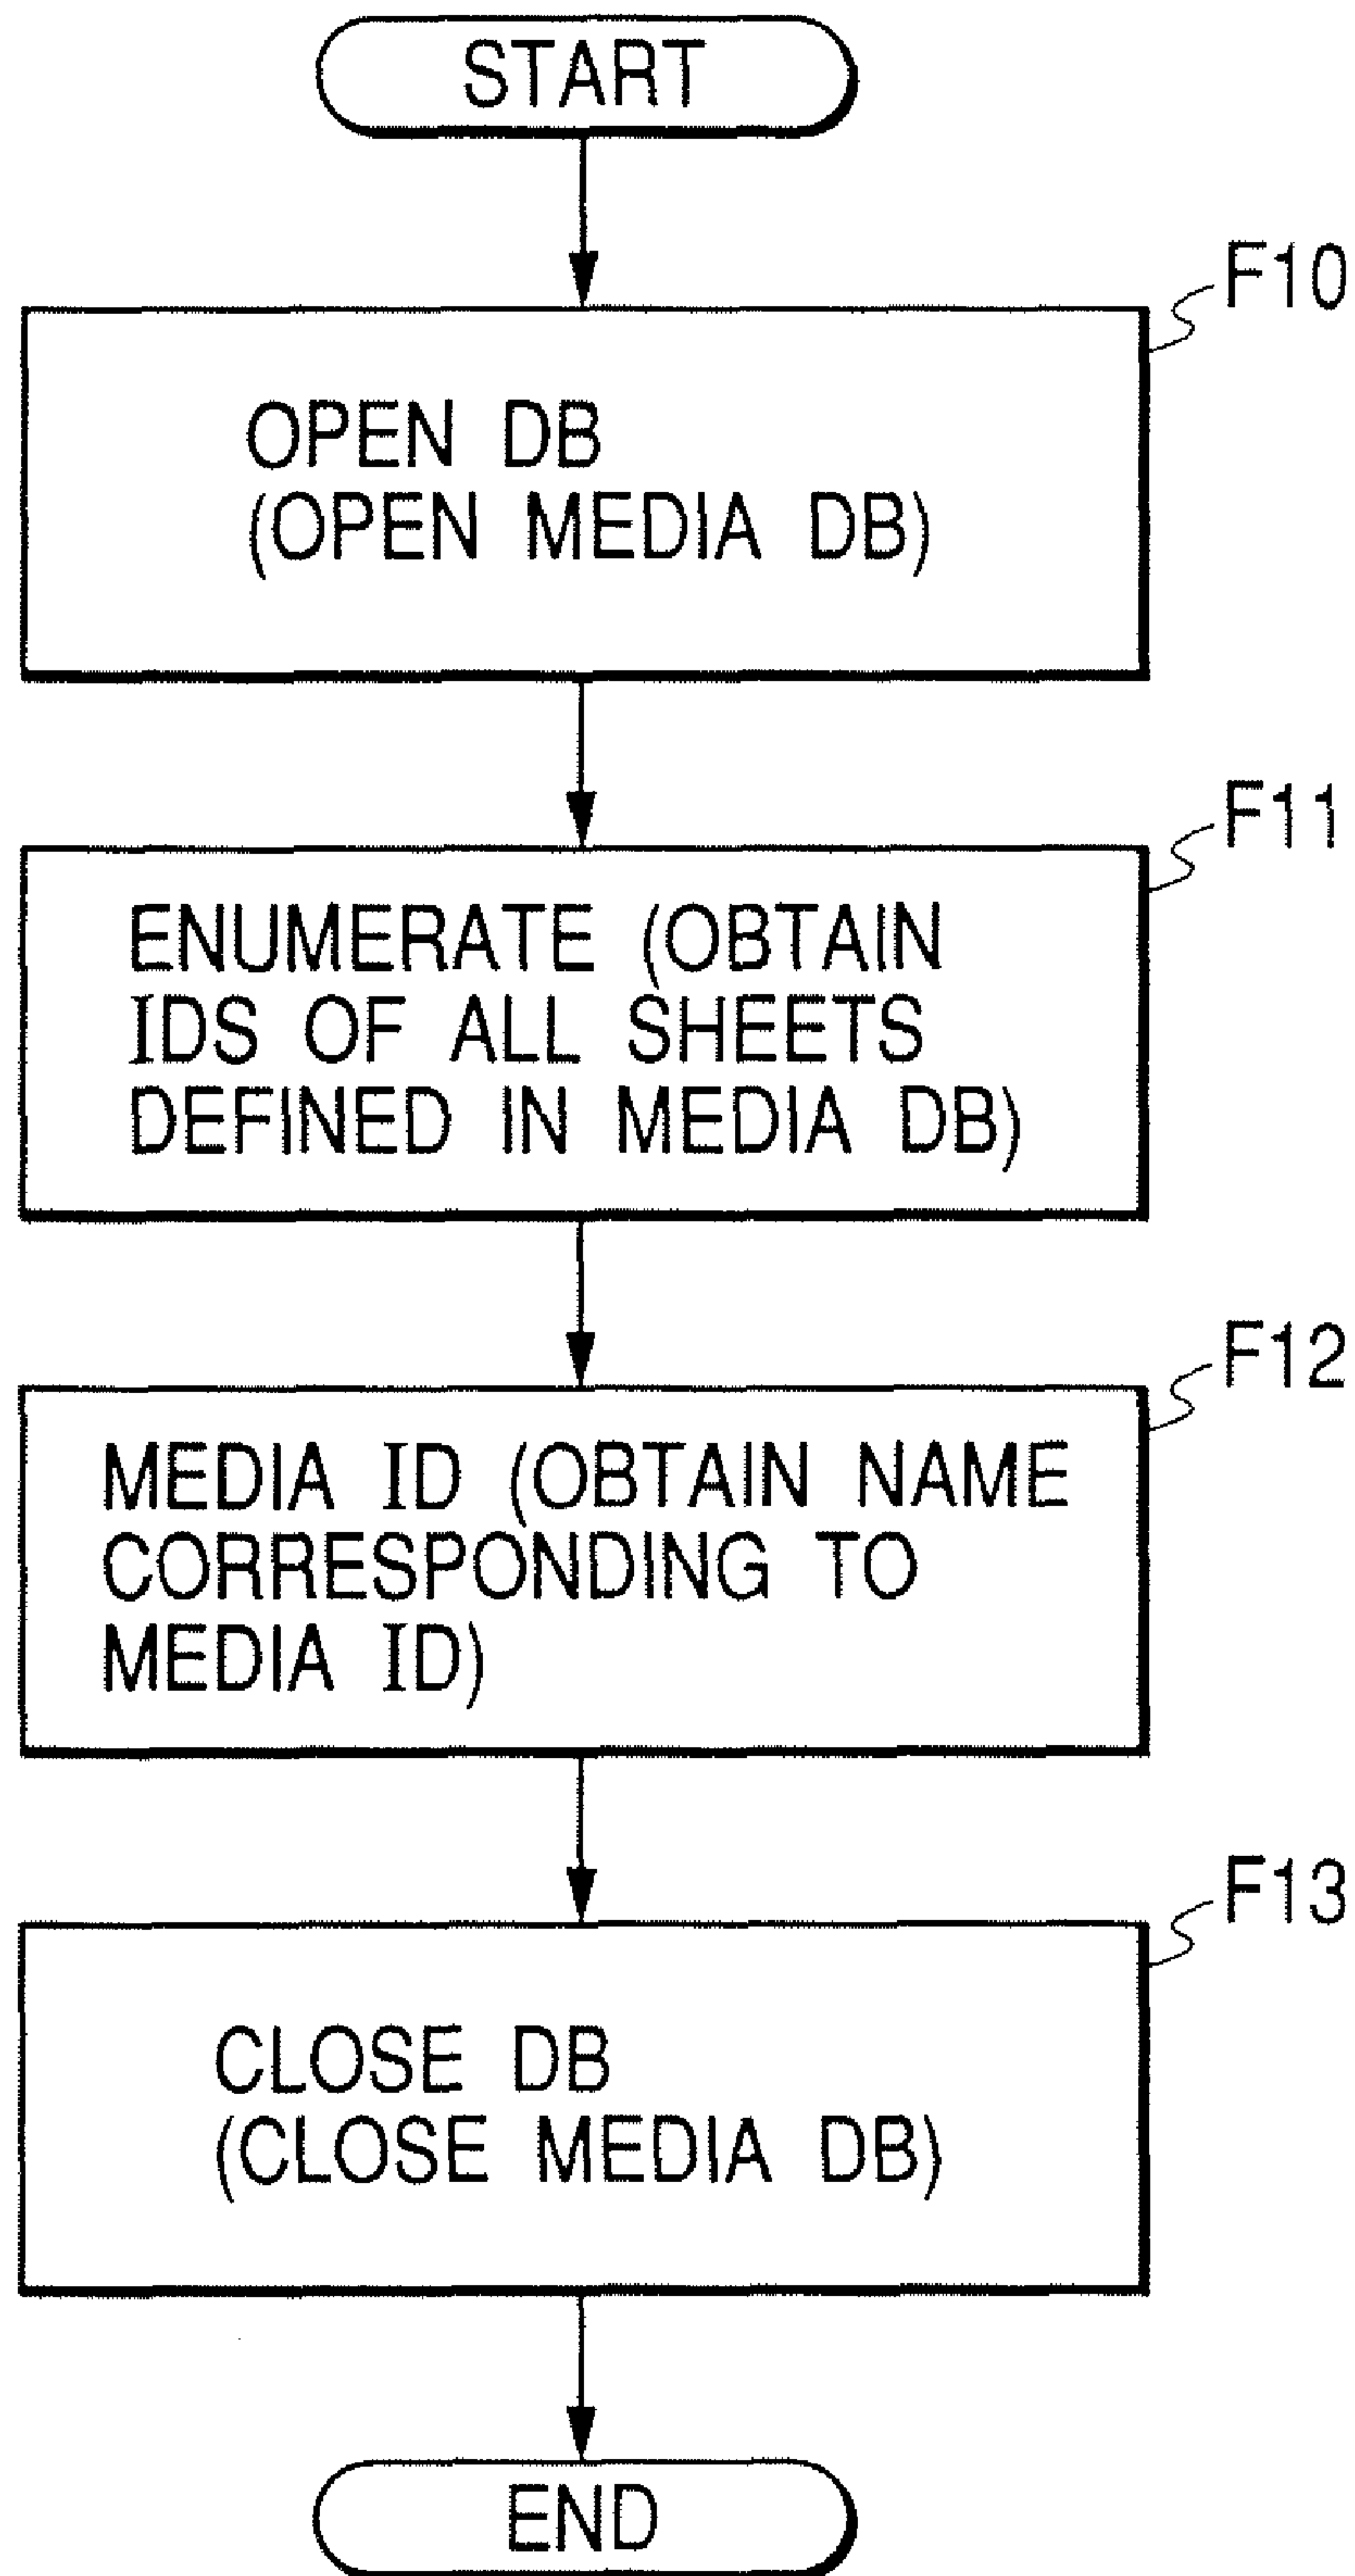 START
F10
OPEN DB
(OPEN MEDIA DB)
F11
ENUMERATE (OBTAIN
IDS OF ALL SHEETS
DEFINED IN MEDIA DB)
F12
MEDIA ID (OBTAIN NAME
CORRESPONDING TO
MEDIA ID)
F13
CLOSE DB
(CLOSE MEDIA DB)
END